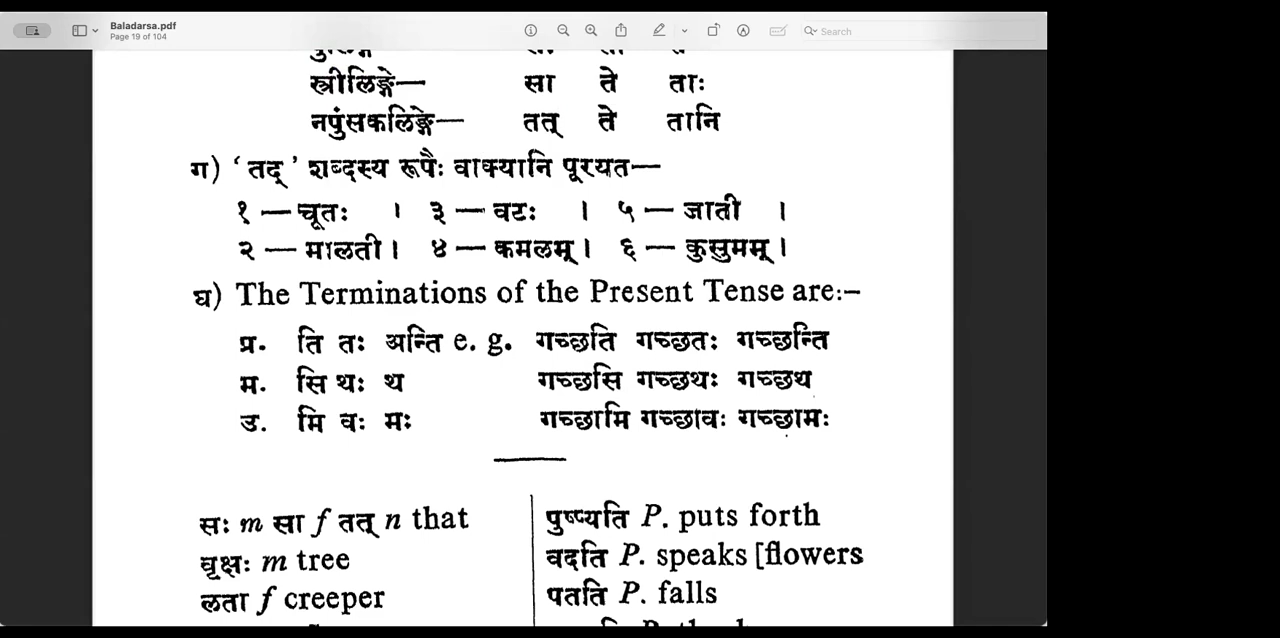 Baladarsa.pdf
Page 19 of 104
Search
स्त्रीलिङ्गे— सा ते ताः
नपुंसकलिङ्गे— तत् ते तानि
ग) ‘तद्’ शब्दस्य रूपैः वाक्यानि पूरयत—
१ — चूतः । ३ — वटः । ५ — जाती ।
२ — मालती । ४ — कमलम् । ६ — कुसुमम् ।
घ) The Terminations of the Present Tense are:–
प्र. ति तः अन्ति e. g. गच्छति गच्छतः गच्छन्ति
म. सि थः थ गच्छसि गच्छथः गच्छथ
उ. मि वः मः गच्छामि गच्छावः गच्छामः
सः m सा f तत् n that
वृक्षः m tree
लता f creeper
पुष्प्यति P. puts forth
वदति P. speaks [flowers
पतति P. falls